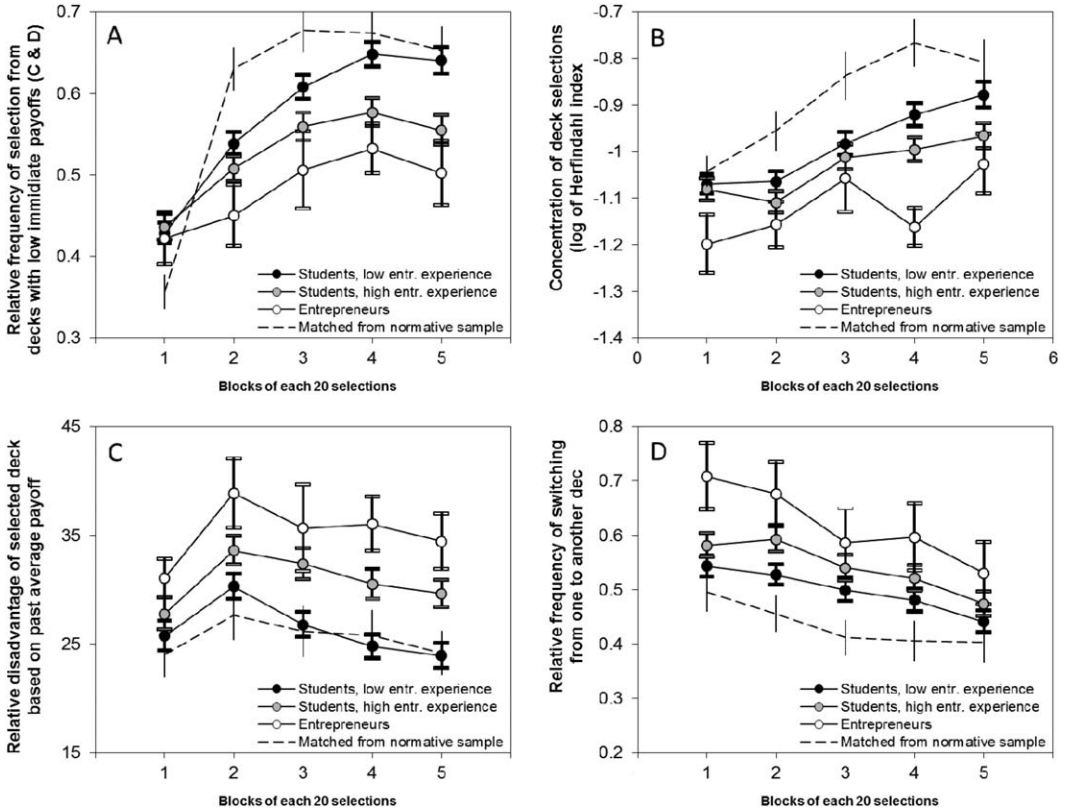 A
Relative frequency of selection from
decks with low immidiate payoffs (C & D)
0.7
0.6
0.5
0.4
0.3
Students, low entr. experience
Students, high entr. experience
Entrepreneurs
Matched from normative sample
1 2 3 4 5
Blocks of each 20 selections
B
Concentration of deck selections
(log of Herfindahl index)
-0.7
-0.8
-0.9
-1
-1.1
-1.2
-1.3
-1.4
Students, low entr. experience
Students, high entr. experience
Entrepreneurs
Matched from normative sample
0 1 2 3 4 5 6
Blocks of each 20 selections
C
Relative disadvantage of selected deck
based on past average payoff
45
35
25
15
Students, low entr. experience
Students, high entr. experience
Entrepreneurs
Matched from normative sample
1 2 3 4 5
Blocks of each 20 selections
D
Relative frequency of switching
from one to another dec
0.8
0.7
0.6
0.5
0.4
0.3
0.2
Students, low entr. experience
Students, high entr. experience
Entrepreneurs
Matched from normative sample
1 2 3 4 5
Blocks of each 20 selections